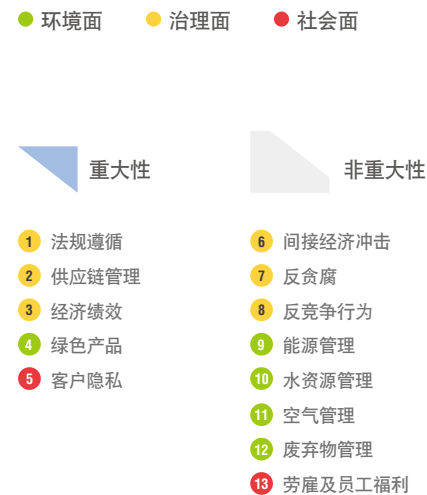 环境面
治理面
社会面
重大性
1 法规遵循
2 供应链管理
3 经济绩效
4 绿色产品
5 客户隐私
非重大性
6 间接经济冲击
7 反贪腐
8 反竞争行为
9 能源管理
10 水资源管理
11 空气管理
12 废弃物管理
13 劳雇及员工福利